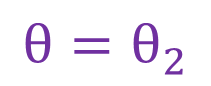 θ = θ₂